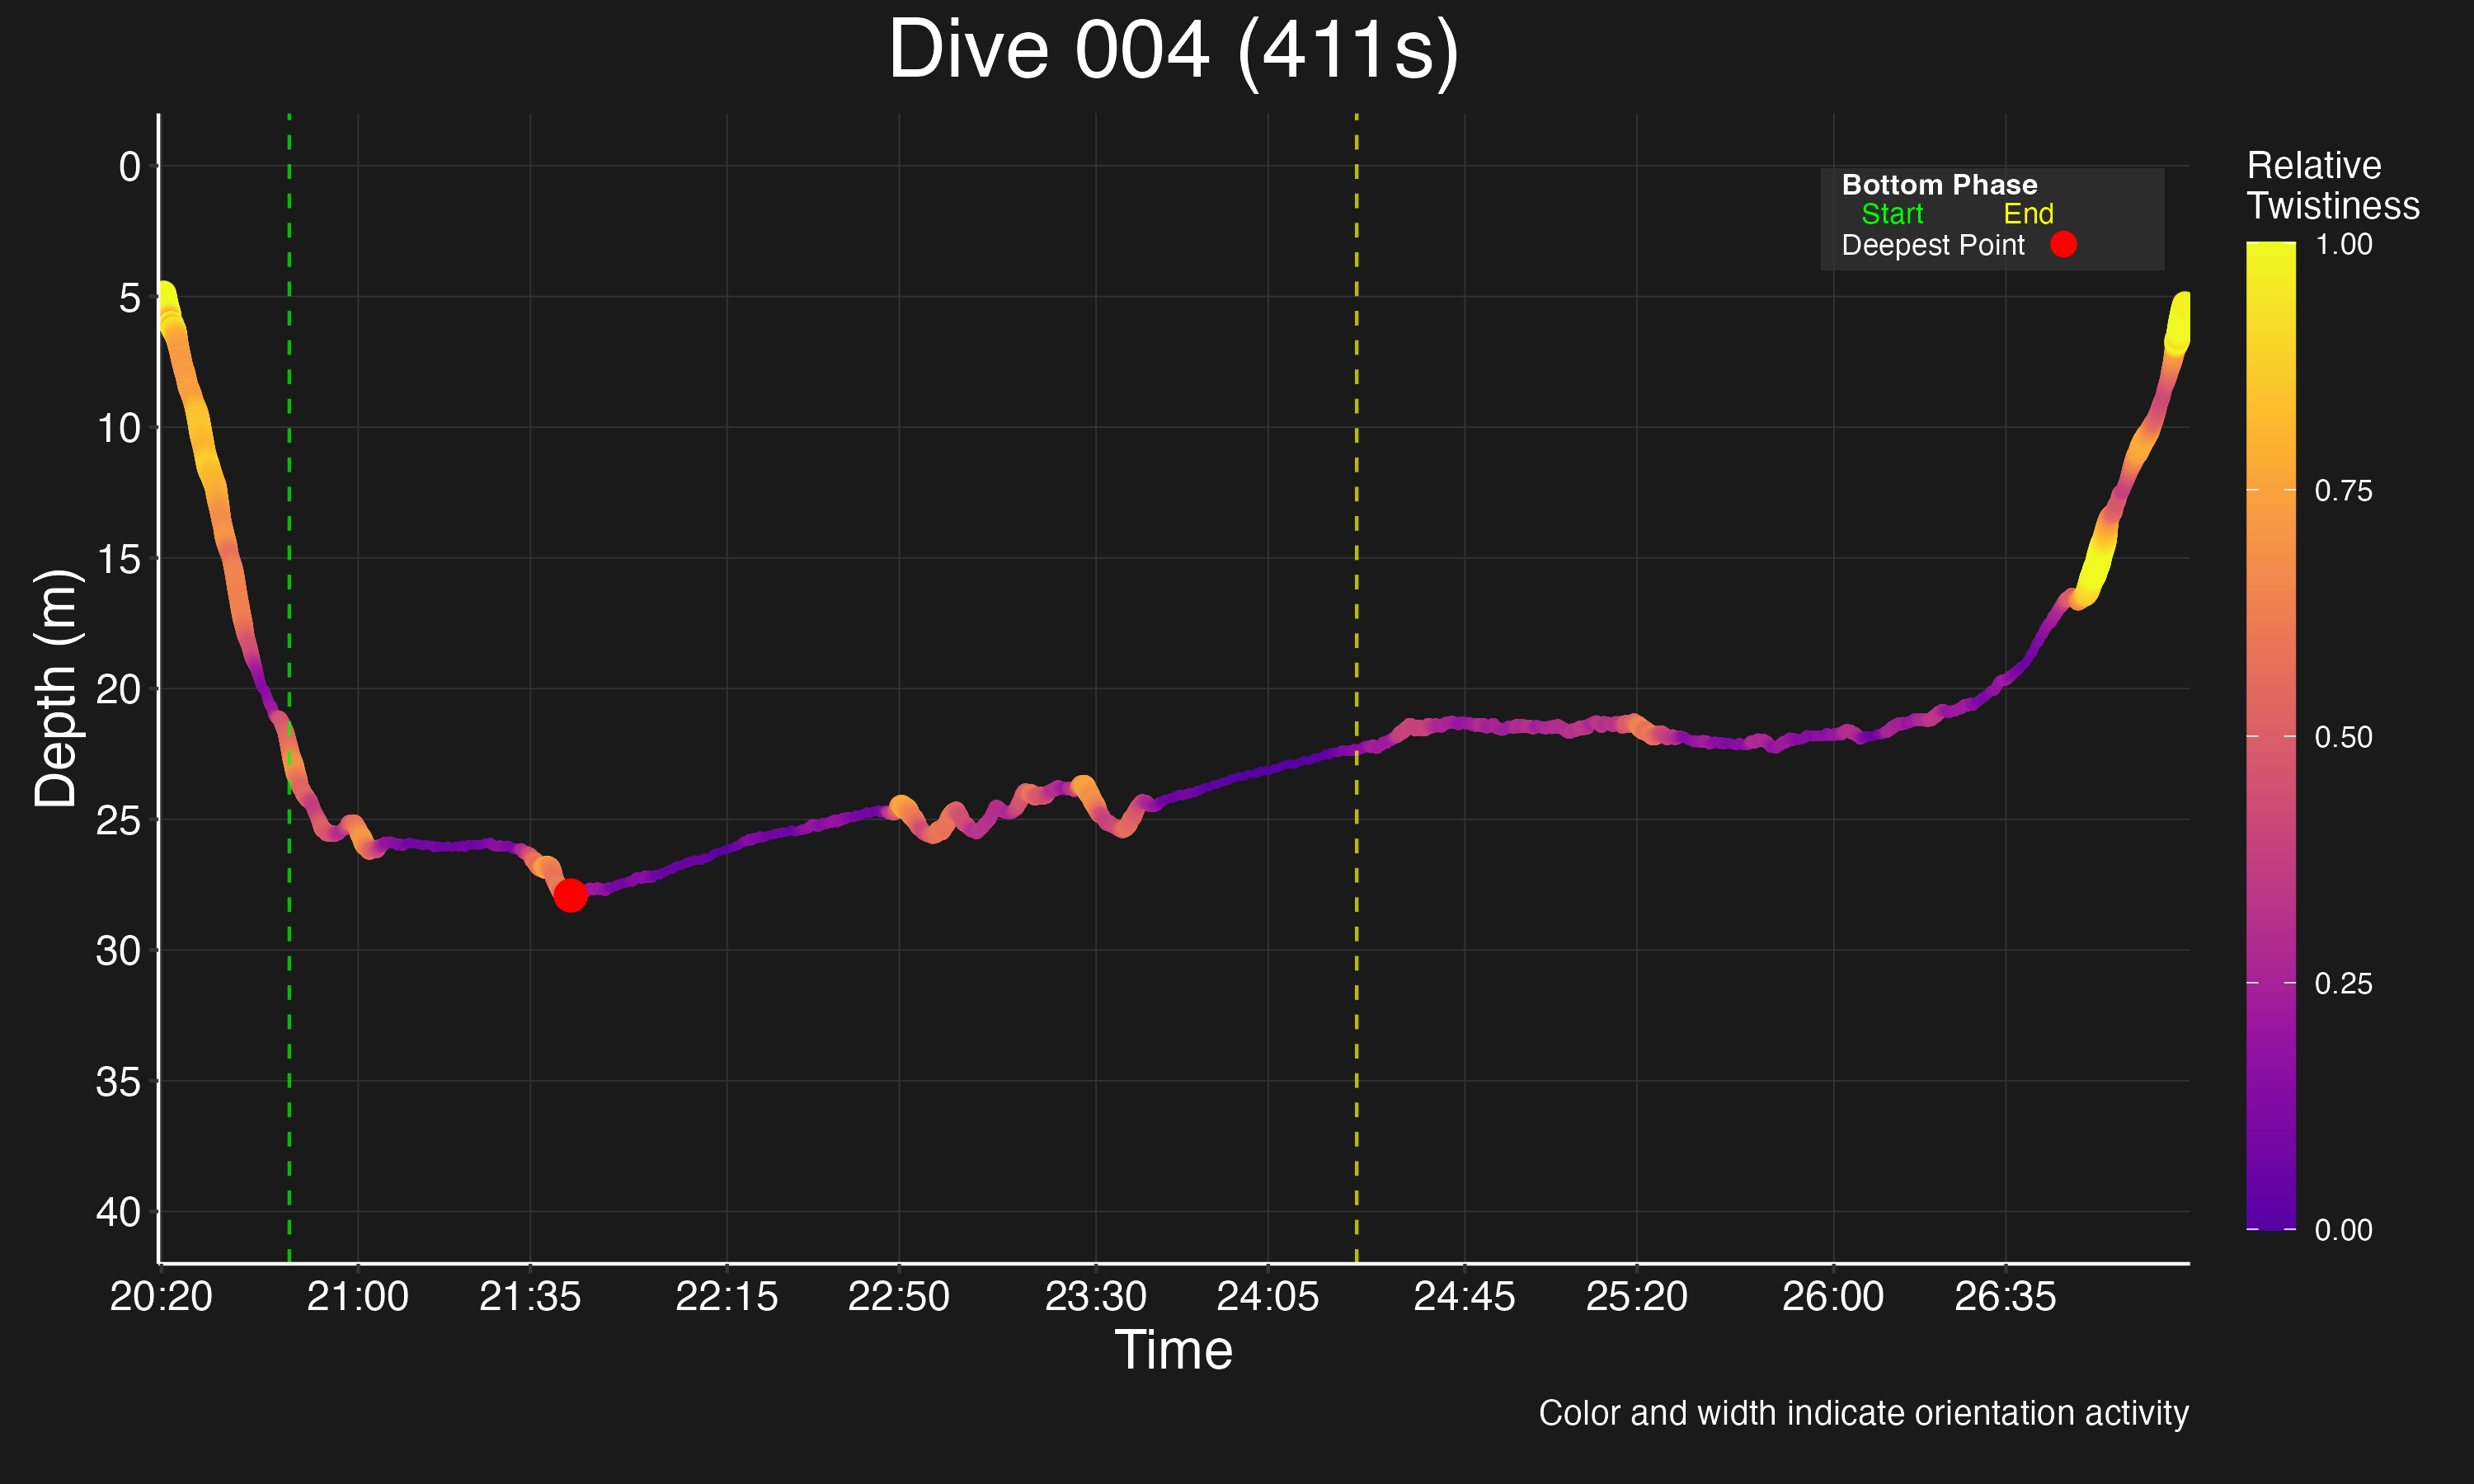 Dive 004 (411s)
Depth (m)
0
5
10
15
20
25
30
35
40
Bottom Phase
Start End
Deepest Point
Relative
Twistiness
1.00
0.75
0.50
0.25
0.00
20:20 21:00 21:35 22:15 22:50 23:30 24:05 24:45 25:20 26:00 26:35
Time
Color and width indicate orientation activity